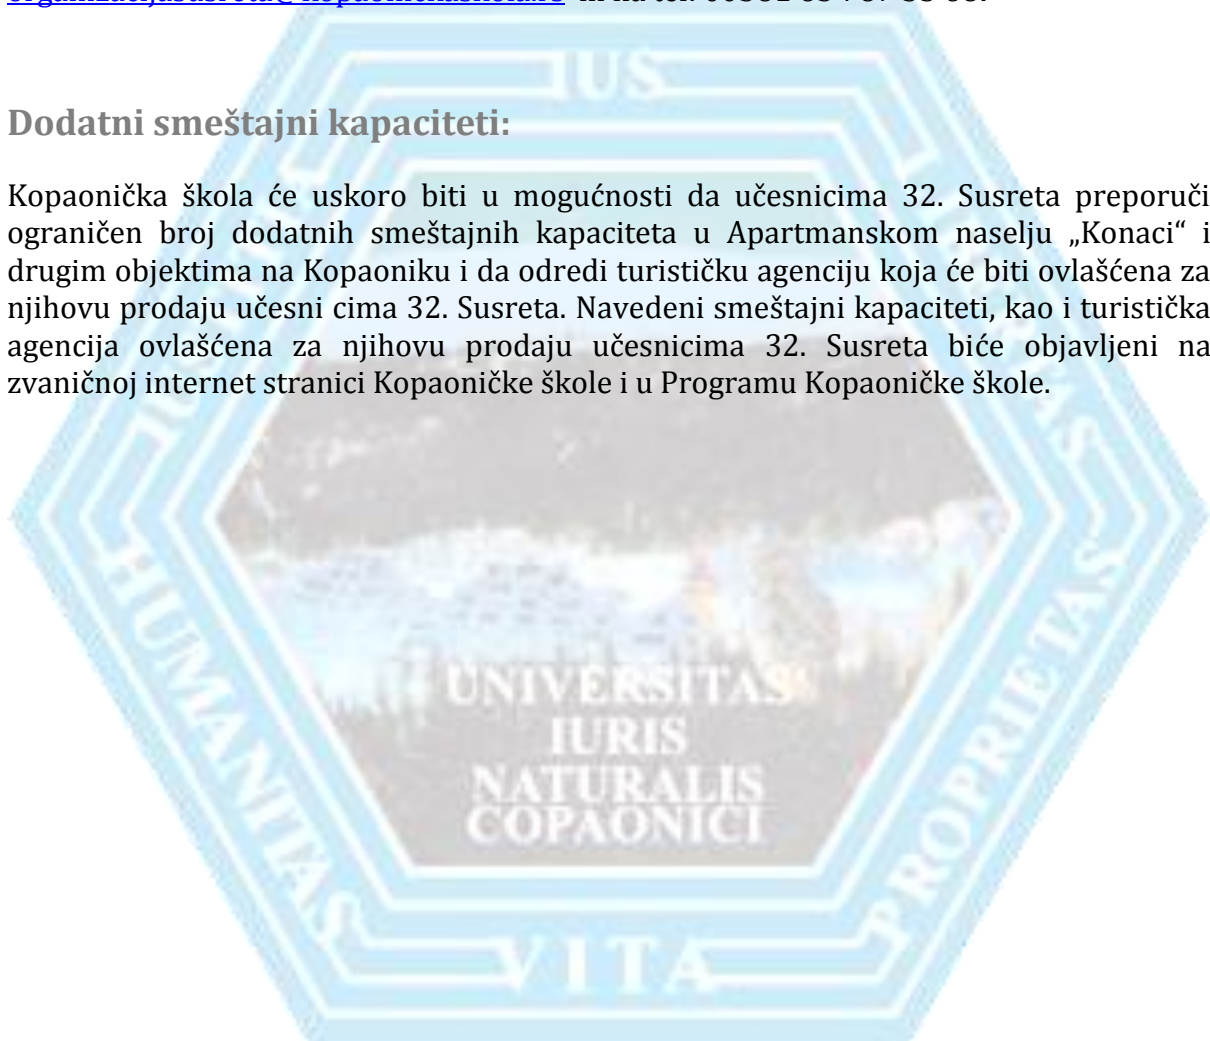 IUS
Dodatni smeštajni kapaciteti:
Kopaonička škola će uskoro biti u mogućnosti da učesnicima 32. Susreta preporuči
ograničen broj dodatnih smeštajnih kapaciteta u Apartmanskom naselju „Konaci“ i
drugim objektima na Kopaoniku i da odredi turističku agenciju koja će biti ovlašćena za
njihovu prodaju učesni cima 32. Susreta. Navedeni smeštajni kapaciteti, kao i turistička
agencija ovlašćena za njihovu prodaju učesnicima 32. Susreta biće objavljeni na
zvaničnoj internet stranici Kopaoničke škole i u Programu Kopaoničke škole.
HUMANITAS
PROPRIETAS
UNIVERSITAS
IURIS
NATURALIS
COPAONICI
VITA